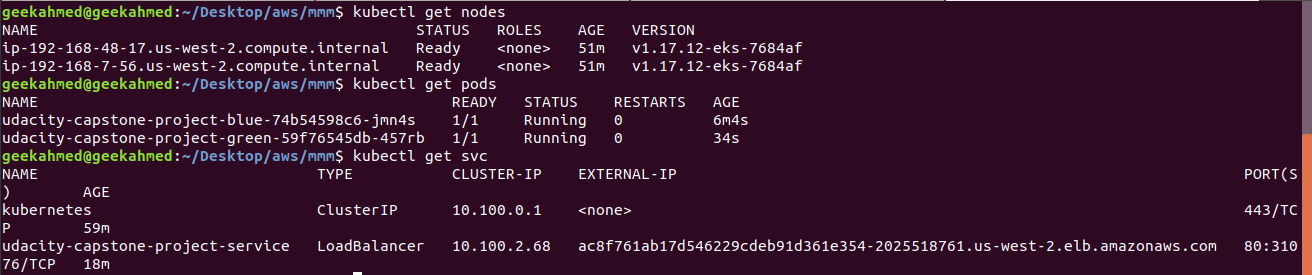 geekahmed@geekahmed:~/Desktop/aws/mmm$ kubectl get nodes
NAME                                          STATUS   ROLES    AGE   VERSION
ip-192-168-48-17.us-west-2.compute.internal   Ready    <none>   51m   v1.17.12-eks-7684af
ip-192-168-7-56.us-west-2.compute.internal    Ready    <none>   51m   v1.17.12-eks-7684af
geekahmed@geekahmed:~/Desktop/aws/mmm$ kubectl get pods
NAME                                              READY   STATUS    RESTARTS   AGE
udacity-capstone-project-blue-74b54598c6-jmn4s    1/1     Running   0          6m4s
udacity-capstone-project-green-59f76545db-457rb   1/1     Running   0          34s
geekahmed@geekahmed:~/Desktop/aws/mmm$ kubectl get svc
NAME                               TYPE           CLUSTER-IP    EXTERNAL-IP                                                               PORT(S
)        AGE
kubernetes                         ClusterIP      10.100.0.1    <none>                                                                    443/TC
P    59m
udacity-capstone-project-service   LoadBalancer   10.100.2.68   ac8f761ab17d546229cdeb91d361e354-2025518761.us-west-2.elb.amazonaws.com   80:310
76/TCP   18m